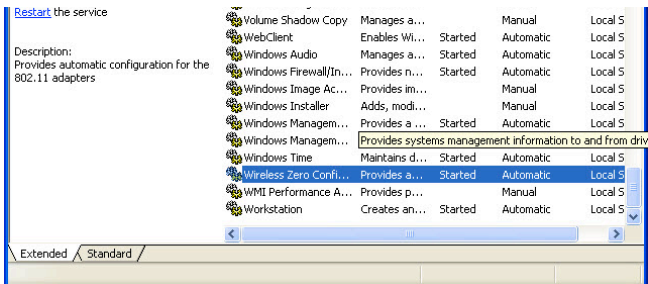 Restart the service
Description:
Provides automatic configuration for the
802.11 adapters
Volume Shadow Copy Manages a... Manual Local S
WebClient Enables Wi... Started Automatic Local S
Windows Audio Manages a... Started Automatic Local S
Windows Firewall/In... Provides n... Started Automatic Local S
Windows Image Ac... Provides im... Manual Local S
Windows Installer Adds, modi... Manual Local S
Windows Managem... Provides a ... Started Automatic Local S
Windows Managem... Provides systems management information to and from driv
Windows Time Maintains d... Started Automatic Local S
Wireless Zero Confi... Provides a... Started Automatic Local S
WMI Performance A... Provides p... Manual Local S
Workstation Creates an... Started Automatic Local S
Extended Standard